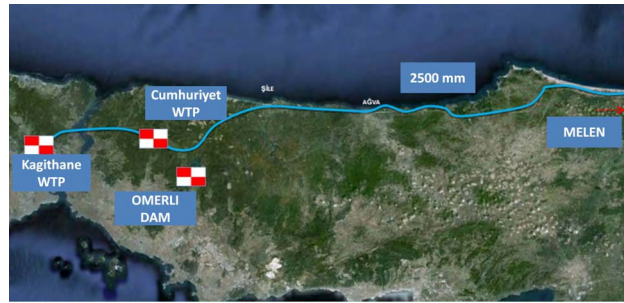 2500 mm
Cumhuriyet
WTP
ŞİLE
AĞVA
MELEN
Kagithane
WTP
OMERLI
DAM